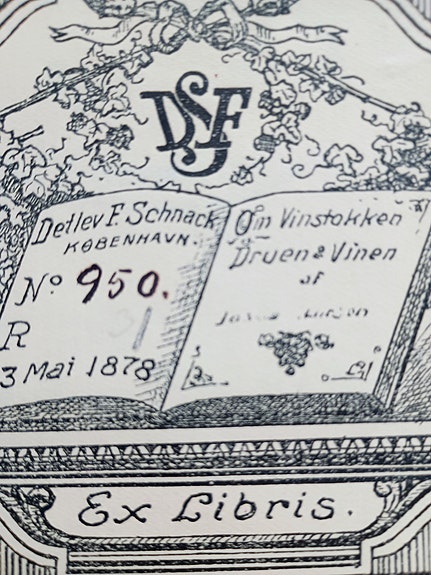 DSF
Detlev F. Schnack
KØBENHAVN.
Nº 950.
R
3 Mai 1878
Om Vinstokken
Druen & Vinen
af
Ex Libris.